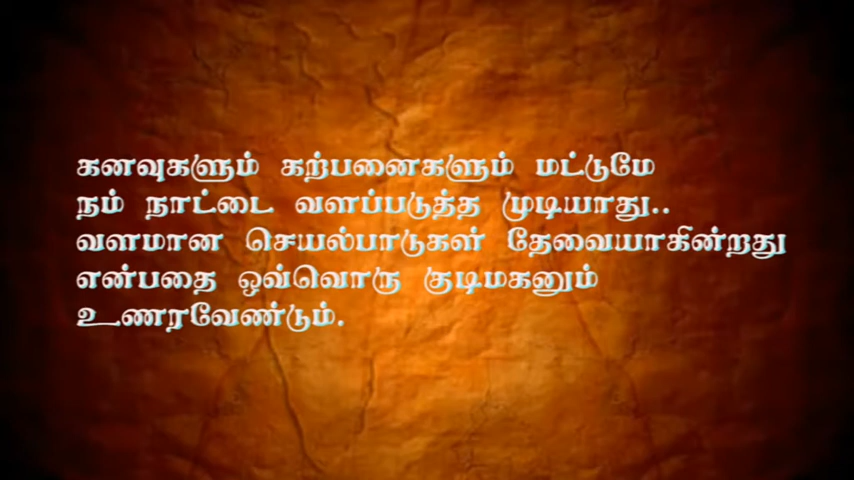 கனவுகளும் கற்பனைகளும் மட்டுமே
நம் நாட்டை வளப்படுத்த முடியாது..
வளமான செயல்பாடுகள் தேவையாகின்றது
என்பதை ஒவ்வொரு குடிமகனும்
உணரவேண்டும்.